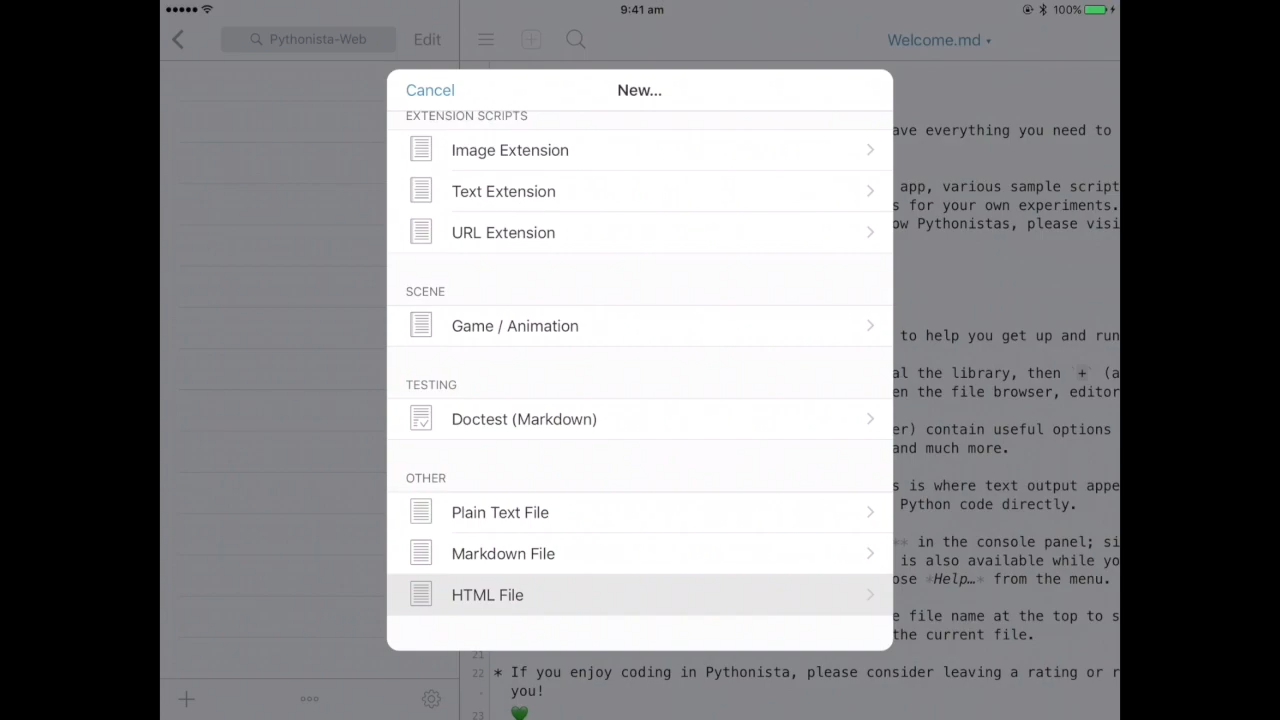 9:41 am
100%
Pythonista-Web
Edit
Welcome.md
Cancel
New...
EXTENSION SCRIPTS
Image Extension
Text Extension
URL Extension
SCENE
Game / Animation
TESTING
Doctest (Markdown)
OTHER
Plain Text File
Markdown File
HTML File
ave everything you need to
app, various sample script
s for your own experiments.
ow Pythonistas, please visi
to help you get up and run
al the library, then + (a
en the file browser, editor
er) contain useful options
and much more.
s is where text output appe
Python code directly.
** in the console panel; si
is also available while yo
ose *Help…* from the menu.
e file name at the top to s
the current file.
21
22 * If you enjoy coding in Pythonista, please consider leaving a rating or r
you!
23